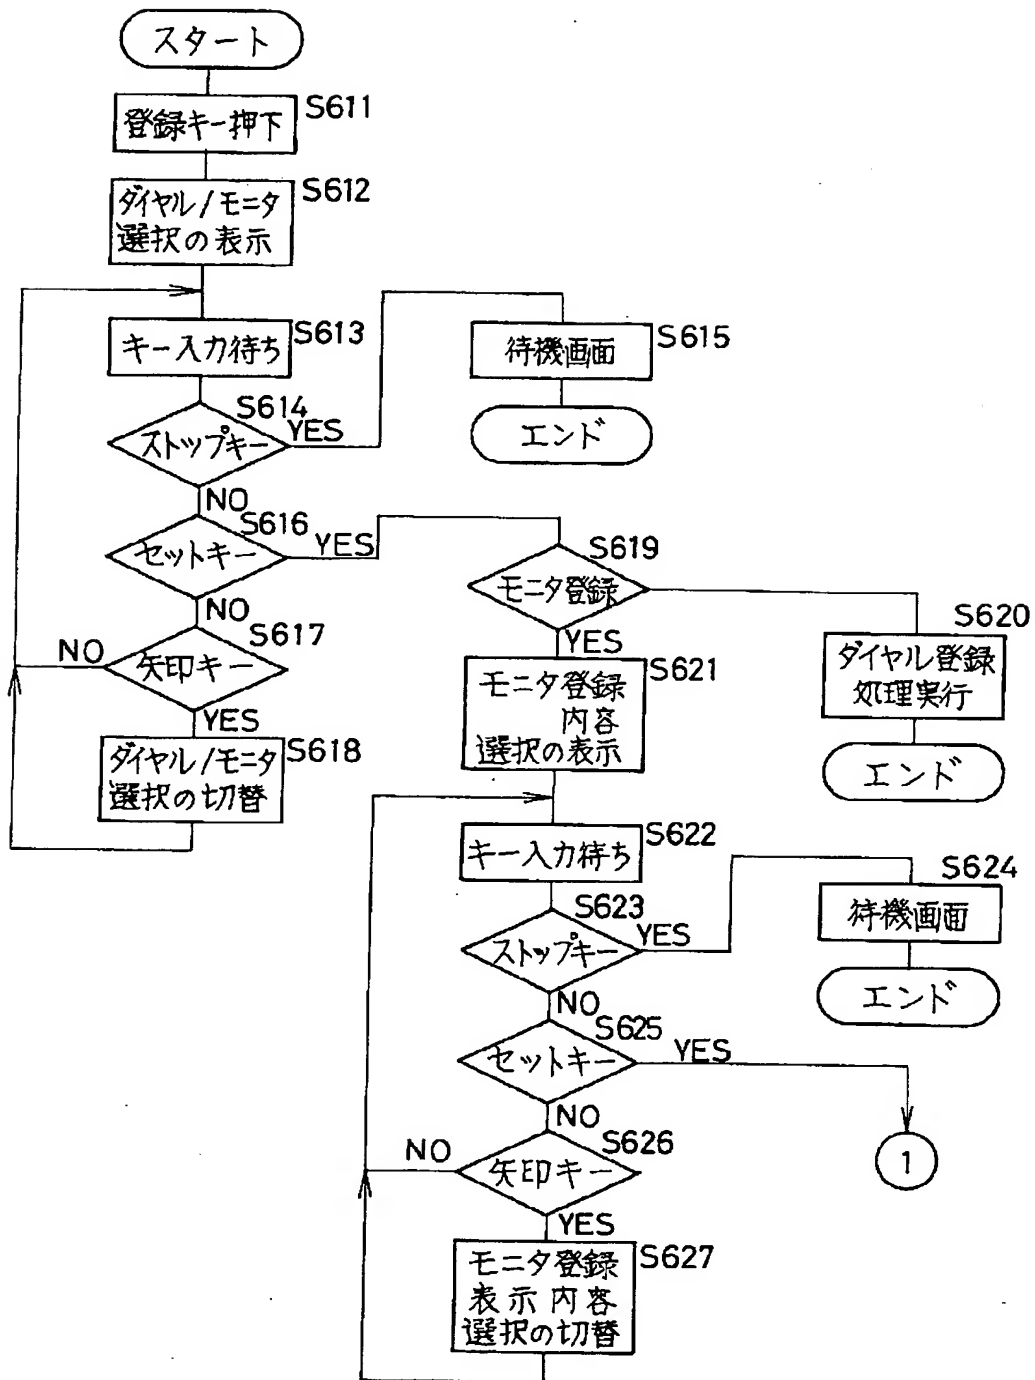 スタート
登録キー押下
S611
ダイヤル/モニタ
選択の表示
S612
キー入力待ち
S613
ストップキー
S614
YES
NO
待機画面
S615
エンド
セットキー
S616
YES
NO
矢印キー
S617
NO
YES
ダイヤル/モニタ
選択の切替
S618
モニタ登録
S619
YES
ダイヤル登録
処理実行
S620
エンド
モニタ登録
内容
選択の表示
S621
キー入力待ち
S622
ストップキー
S623
YES
NO
待機画面
S624
エンド
セットキー
S625
YES
NO
1
矢印キー
S626
NO
YES
モニタ登録
表示内容
選択の切替
S627